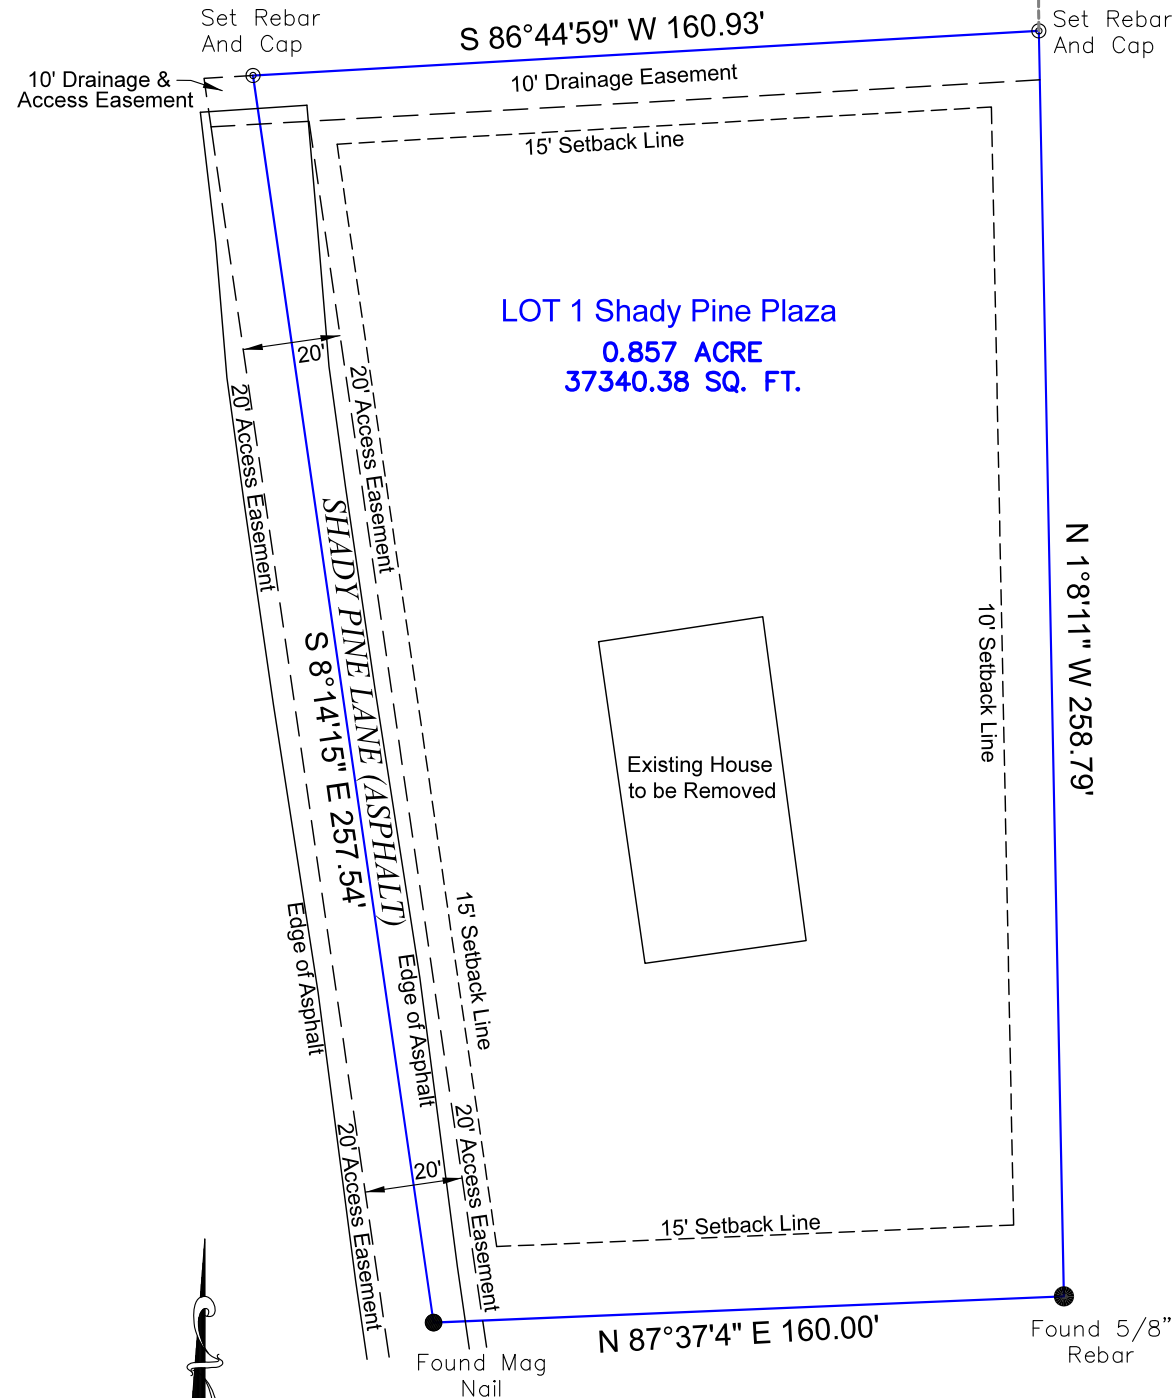 Set Rebar
And Cap
S 86°44'59" W 160.93'
Set Rebar
And Cap
10' Drainage &
Access Easement
10' Drainage Easement
15' Setback Line
LOT 1 Shady Pine Plaza
0.857 ACRE
37340.38 SQ. FT.
20'
20' Access Easement
20' Access Easement
SHADY PINE LANE (ASPHALT)
S 8°14'15" E 257.54'
N 1°8'11" W 258.79'
10' Setback Line
Existing House
to be Removed
15' Setback Line
Edge of Asphalt
Edge of Asphalt
20'
20' Access Easement
20' Access Easement
15' Setback Line
N 87°37'4" E 160.00'
Found Mag
Nail
Found 5/8"
Rebar